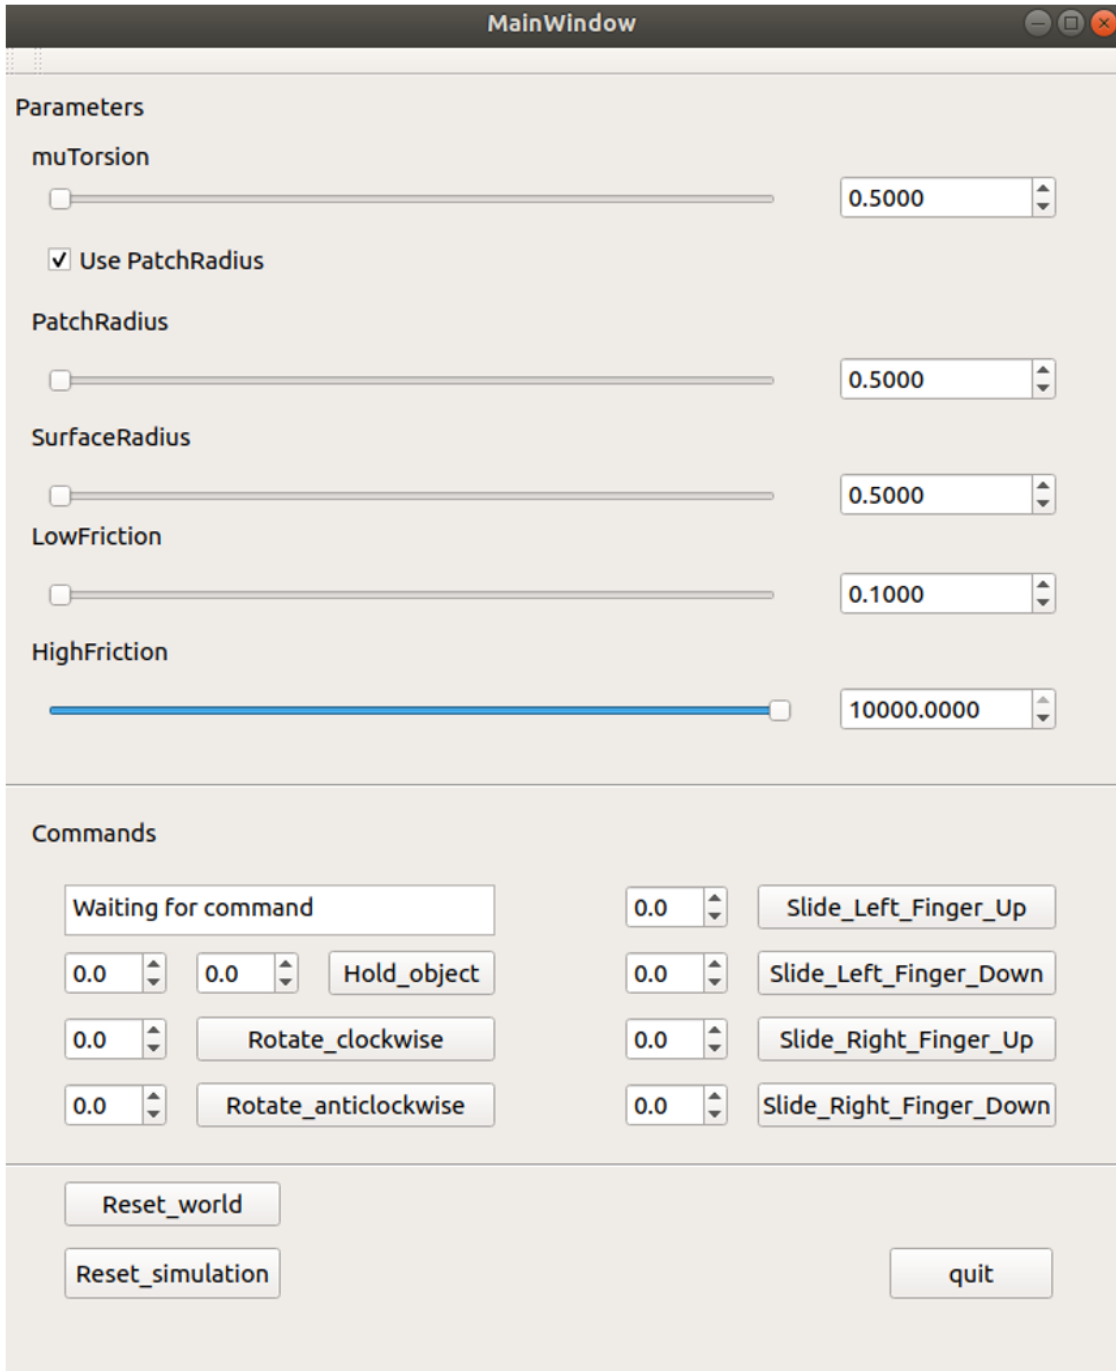 MainWindow
Parameters
muTorsion
0.5000
Use PatchRadius
PatchRadius
0.5000
SurfaceRadius
0.5000
LowFriction
0.1000
HighFriction
10000.0000
Commands
Waiting for command
0.0 Slide_Left_Finger_Up
0.0 0.0 Hold_object
0.0 Slide_Left_Finger_Down
0.0 Rotate_clockwise
0.0 Slide_Right_Finger_Up
0.0 Rotate_anticlockwise
0.0 Slide_Right_Finger_Down
Reset_world
Reset_simulation
quit